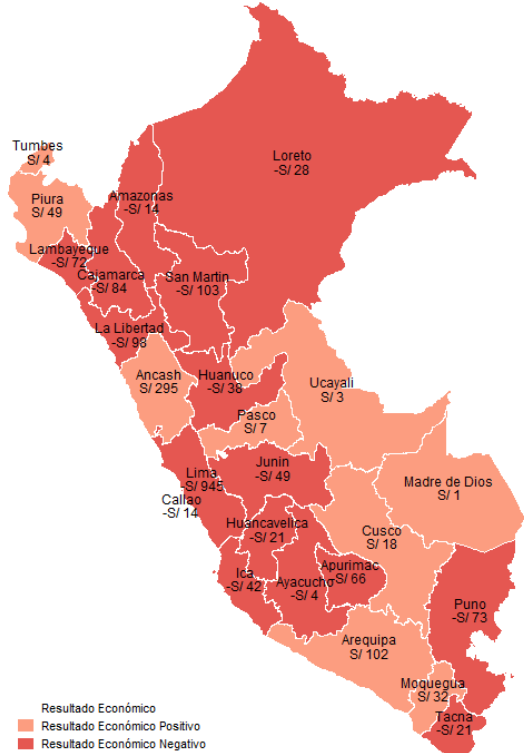 Tumbes
S/ 4
Piura
S/ 49
Lambayeque
-S/ 72
Amazonas
-S/ 14
Loreto
-S/ 28
Cajamarca
-S/ 84
San Martin
-S/ 103
La Libertad
-S/ 98
Ancash
S/ 295
Huanuco
-S/ 38
Ucayali
S/ 3
Pasco
S/ 7
Lima
-S/ 945
Callao
-S/ 14
Junin
-S/ 49
Madre de Dios
S/ 1
Huancavelica
-S/ 21
Cusco
S/ 18
Ica
-S/ 42
Ayacucho
-S/ 4
Apurimac
-S/ 66
Puno
-S/ 73
Arequipa
S/ 102
Moquegua
S/ 32
Tacna
-S/ 21
Resultado Económico
Resultado Económico Positivo
Resultado Económico Negativo